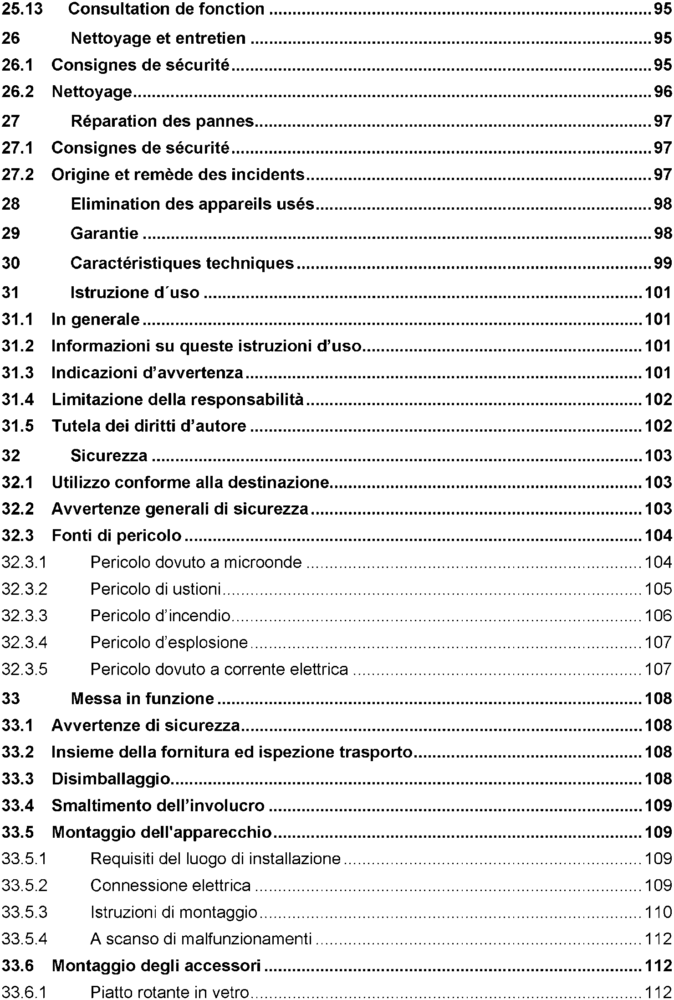 25.13 Consultation de fonction ........ 95
26 Nettoyage et entretien ........ 95
26.1 Consignes de sécurité ........ 95
26.2 Nettoyage ........ 96
27 Réparation des pannes ........ 97
27.1 Consignes de sécurité ........ 97
27.2 Origine et remède des incidents ........ 97
28 Elimination des appareils usés ........ 98
29 Garantie ........ 98
30 Caractéristiques techniques ........ 99
31 Istruzione d´uso ........ 101
31.1 In generale ........ 101
31.2 Informazioni su queste istruzioni d’uso ........ 101
31.3 Indicazioni d’avvertenza ........ 101
31.4 Limitazione della responsabilità ........ 102
31.5 Tutela dei diritti d’autore ........ 102
32 Sicurezza ........ 103
32.1 Utilizzo conforme alla destinazione ........ 103
32.2 Avvertenze generali di sicurezza ........ 103
32.3 Fonti di pericolo ........ 104
32.3.1 Pericolo dovuto a microonde ........ 104
32.3.2 Pericolo di ustioni ........ 105
32.3.3 Pericolo d’incendio ........ 106
32.3.4 Pericolo d’esplosione ........ 107
32.3.5 Pericolo dovuto a corrente elettrica ........ 107
33 Messa in funzione ........ 108
33.1 Avvertenze di sicurezza ........ 108
33.2 Insieme della fornitura ed ispezione trasporto ........ 108
33.3 Disimballaggio ........ 108
33.4 Smaltimento dell’involucro ........ 109
33.5 Montaggio dell'apparecchio ........ 109
33.5.1 Requisiti del luogo di installazione ........ 109
33.5.2 Connessione elettrica ........ 109
33.5.3 Istruzioni di montaggio ........ 110
33.5.4 A scanso di malfunzionamenti ........ 112
33.6 Montaggio degli accessori ........ 112
33.6.1 Piatto rotante in vetro ........ 112